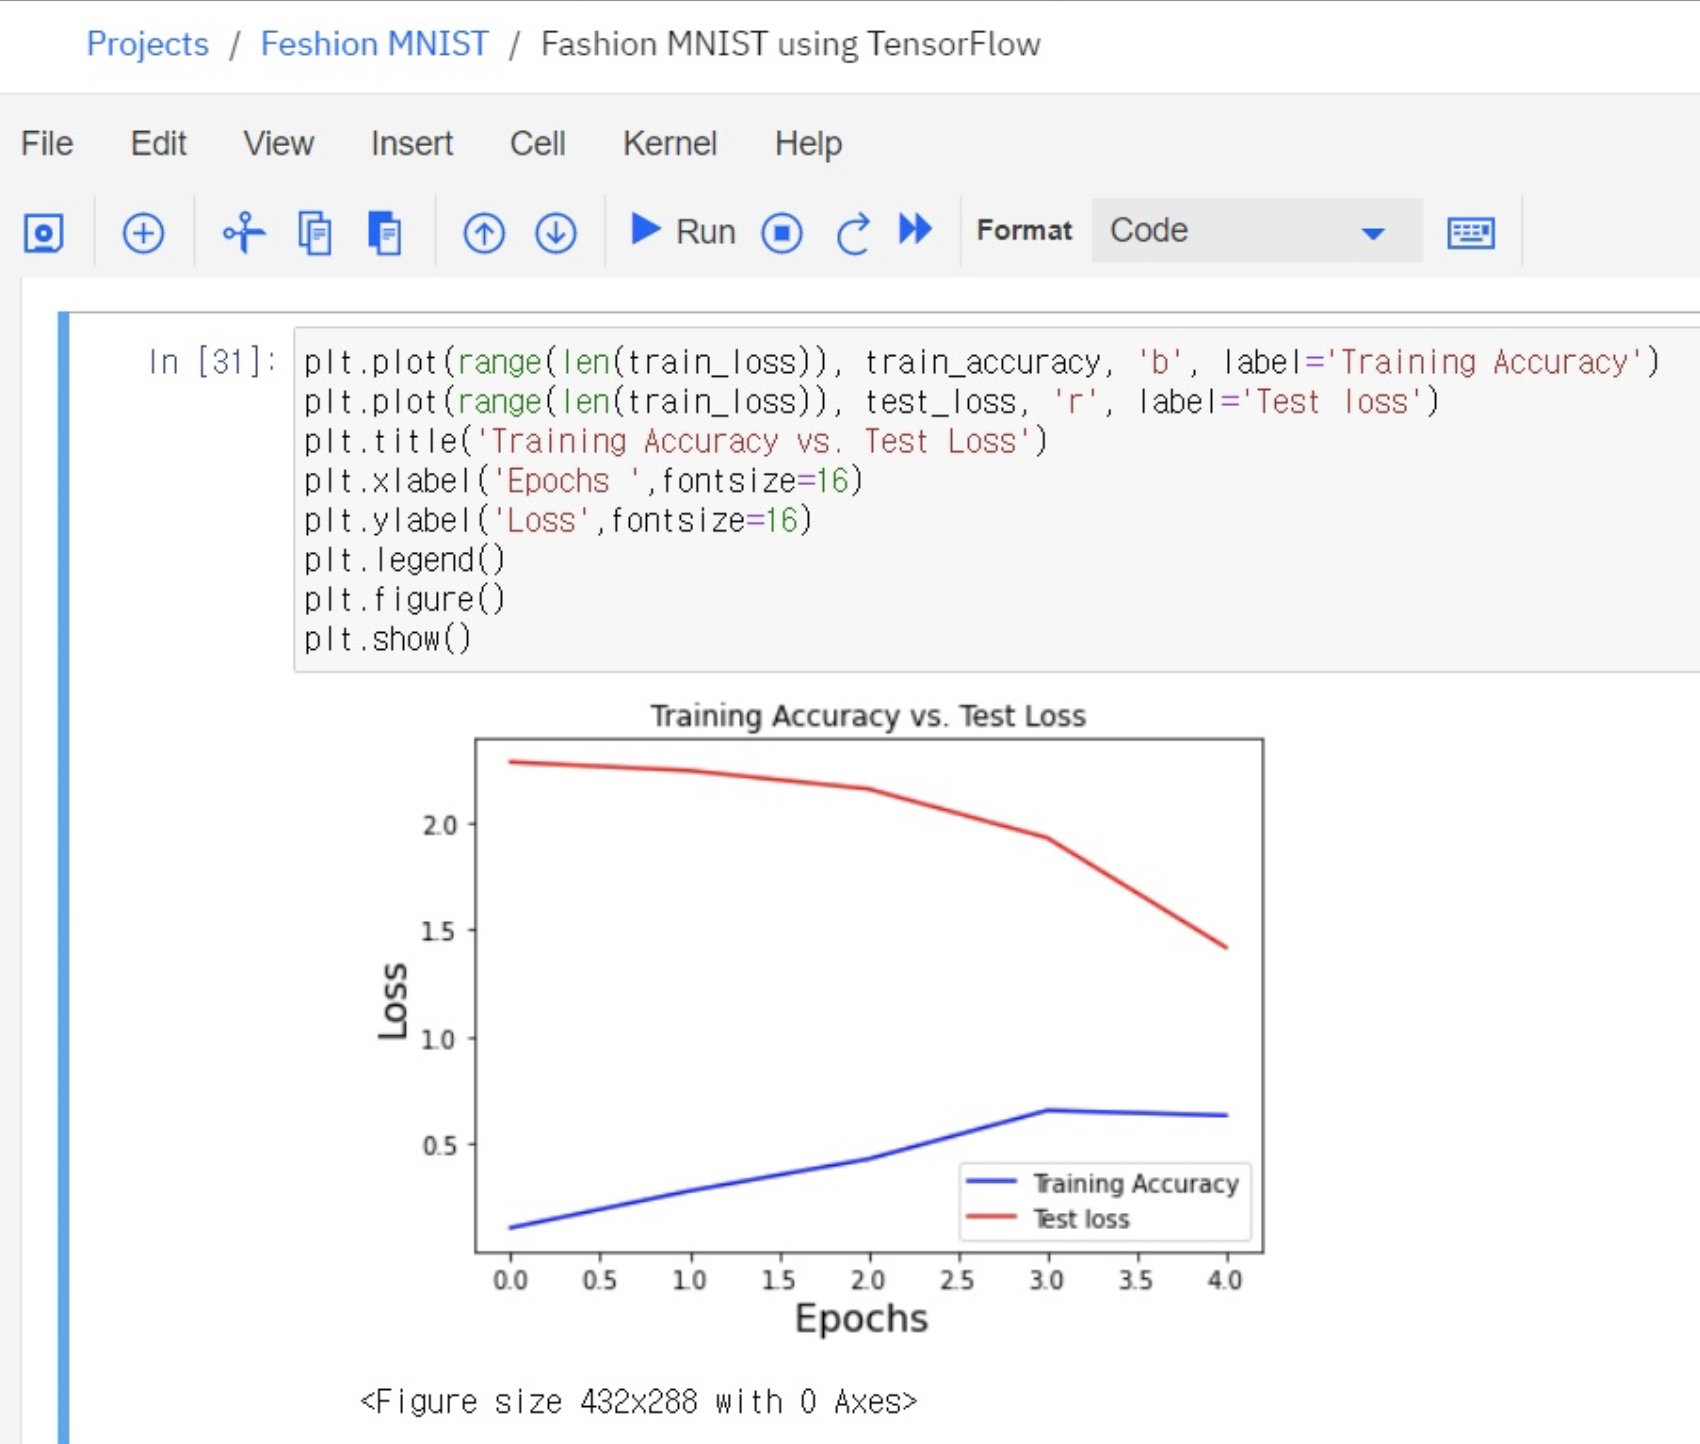 Projects / Feshion MNIST / Fashion MNIST using TensorFlow
File Edit View Insert Cell Kernel Help
Run Format Code
In [31]: plt.plot(range(len(train_loss)), train_accuracy, 'b', label='Training Accuracy')
plt.plot(range(len(train_loss)), test_loss, 'r', label='Test loss')
plt.title('Training Accuracy vs. Test Loss')
plt.xlabel('Epochs ',fontsize=16)
plt.ylabel('Loss',fontsize=16)
plt.legend()
plt.figure()
plt.show()
Training Accuracy vs. Test Loss
2.0
1.5
Loss
1.0
0.5
Training Accuracy
Test loss
0.0 0.5 1.0 1.5 2.0 2.5 3.0 3.5 4.0
Epochs
<Figure size 432x288 with 0 Axes>